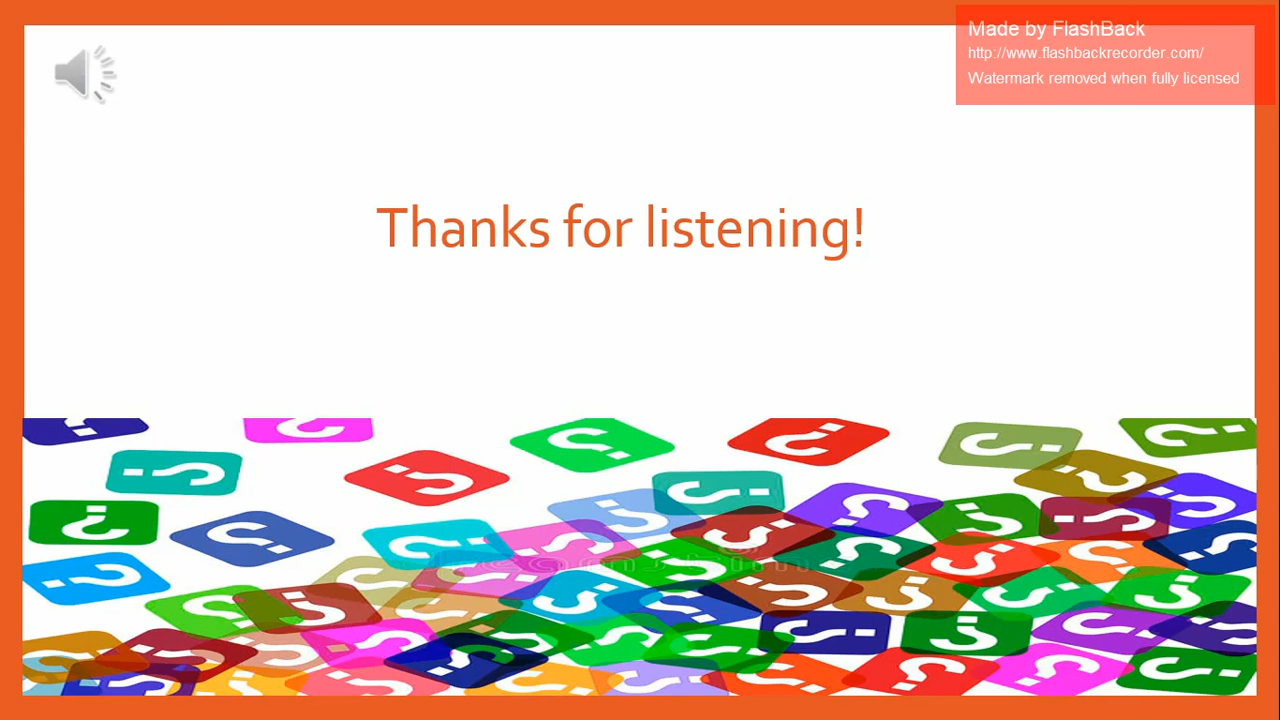 Made by FlashBack
http://www.flashbackrecorder.com/
Watermark removed when fully licensed
Thanks for listening!